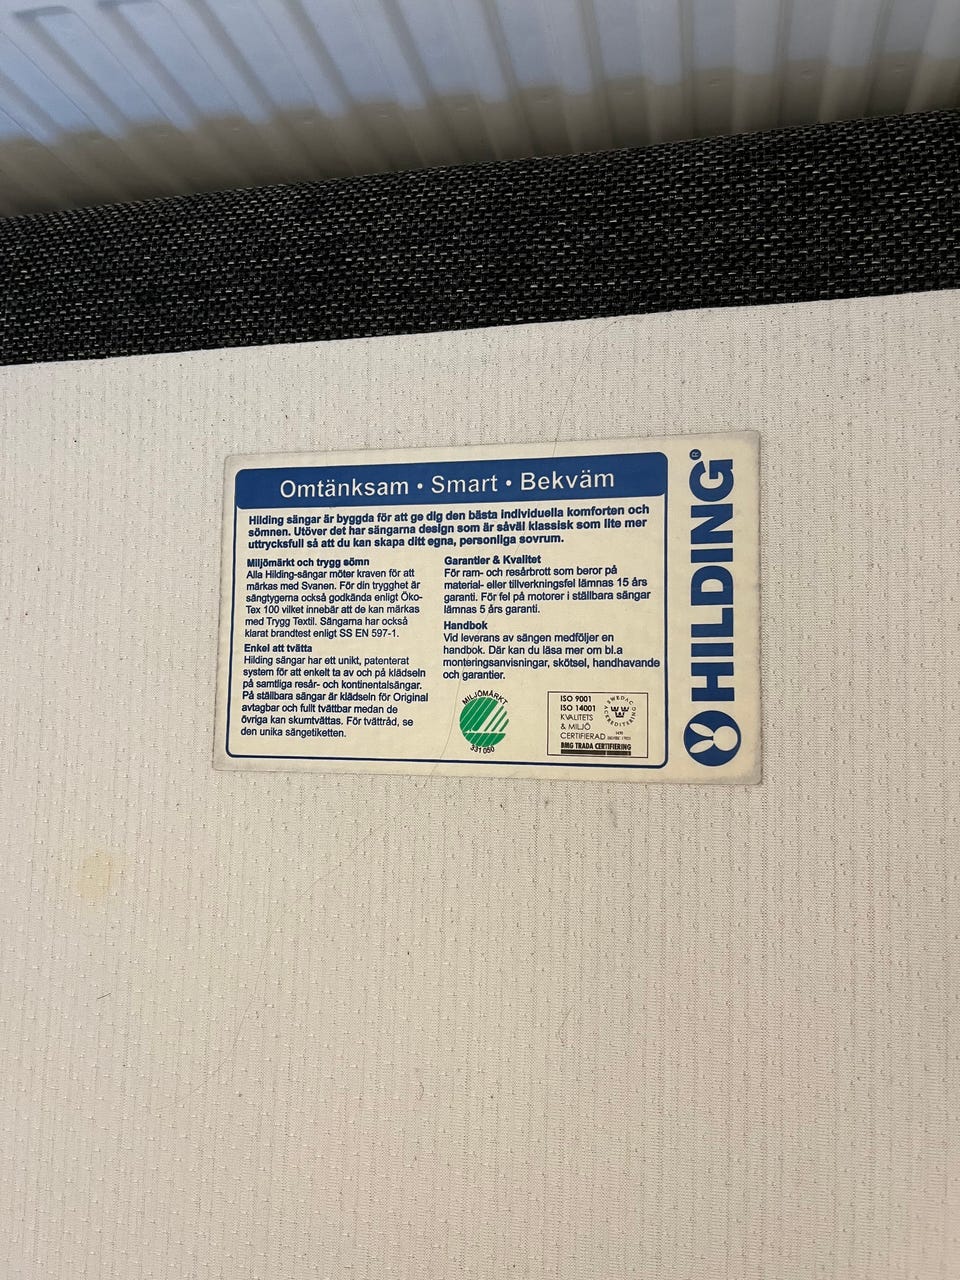 Omtänksam • Smart • Bekväm
Hilding sängar är byggda för att ge dig den bästa individuella komforten och
sömnen. Utöver det har sängarna design som är såväl klassisk som lite mer
uttrycksfull så att du kan skapa ditt egna, personliga sovrum.
Miljömärkt och trygg sömn
Alla Hilding-sängar möter kraven för att
märkas med Svanen. För din trygghet är
sängtygerna också godkända enligt Öko-
Tex 100 vilket innebär att de kan märkas
med Trygg Textil. Sängarna har också
klarat brandtest enligt SS EN 597-1.
Enkel att tvätta
Hilding sängar har ett unikt, patenterat
system för att enkelt ta av och på klädseln
på samtliga resår- och kontinentalsängar.
På ställbara sängar är klädseln för Original
avtagbar och fullt tvättbar medan de
övriga kan skumtvättas. För tvättråd, se
den unika sängetiketten.
Garantier & Kvalitet
För ram- och resårbrott som beror på
material- eller tillverkningsfel lämnas 15 års
garanti. För fel på motorer i ställbara sängar
lämnas 5 års garanti.
Handbok
Vid leverans av sängen medföljer en
handbok. Där kan du läsa mer om bl.a
monteringsanvisningar, skötsel, handhavande
och garantier.
MILJÖMÄRKT
331 050
ISO 9001
ISO 14001
KVALITETS
& MILJÖ
CERTIFIERAD
BMG TRADA CERTIFIERING
SWEDAC
ACKREDITERING
HILDING®